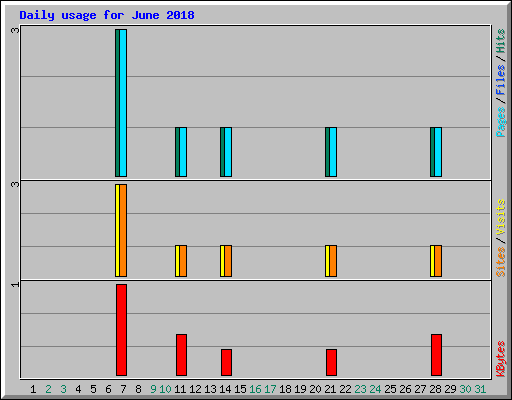 Daily usage for June 2018
3
Pages / Files / Hits
3
Sites / Visits
1
KBytes
1 2 3 4 5 6 7 8 9 10 11 12 13 14 15 16 17 18 19 20 21 22 23 24 25 26 27 28 29 30 31